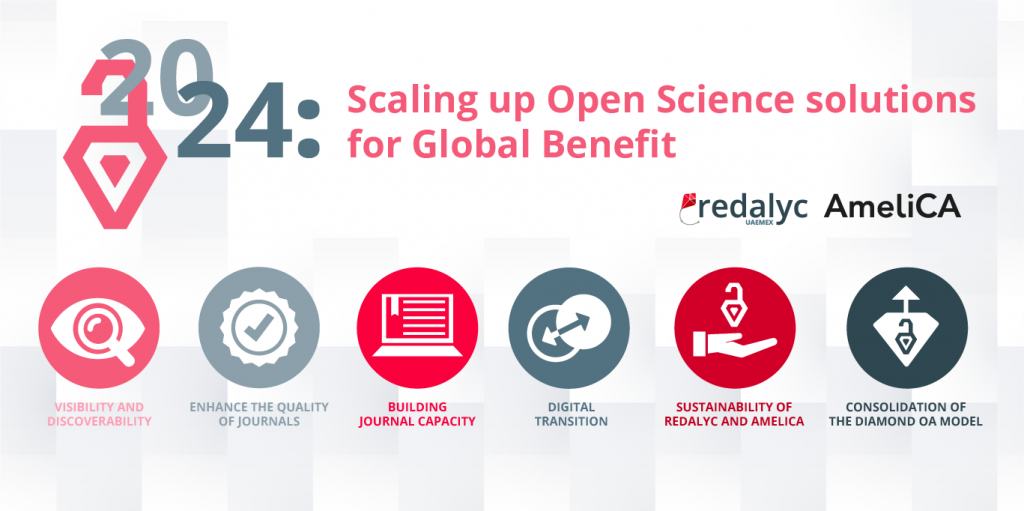 2024:
Scaling up Open Science solutions
for Global Benefit
redalyc
UAEMEX
AmeliCA
VISIBILITY AND
DISCOVERABILITY
ENHANCE THE QUALITY
OF JOURNALS
BUILDING
JOURNAL CAPACITY
DIGITAL
TRANSITION
SUSTAINABILITY OF
REDALYC AND AMELICA
CONSOLIDATION OF
THE DIAMOND OA MODEL